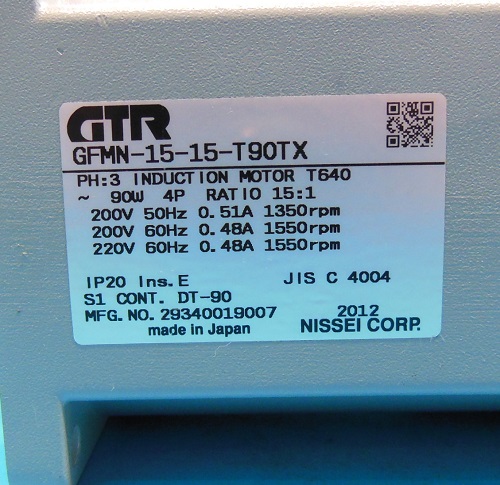 GTR
GFMN-15-15-T90TX
PH:3 INDUCTION MOTOR T640
~ 90W 4P RATIO 15:1
200V 50Hz 0.51A 1350rpm
200V 60Hz 0.48A 1550rpm
220V 60Hz 0.48A 1550rpm
IP20 Ins.E JIS C 4004
S1 CONT. DT-90
MFG.NO.29340019007 2012
made in Japan NISSEI CORP.